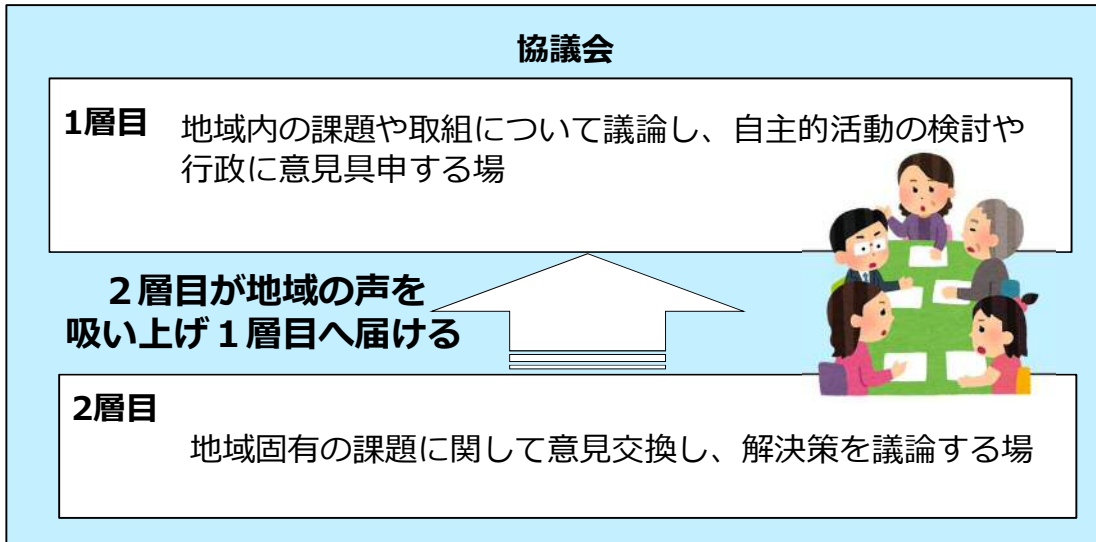 協議会
1層目
地域内の課題や取組について議論し、自主的活動の検討や
行政に意見具申する場
２層目が地域の声を
吸い上げ１層目へ届ける
2層目
地域固有の課題に関して意見交換し、解決策を議論する場